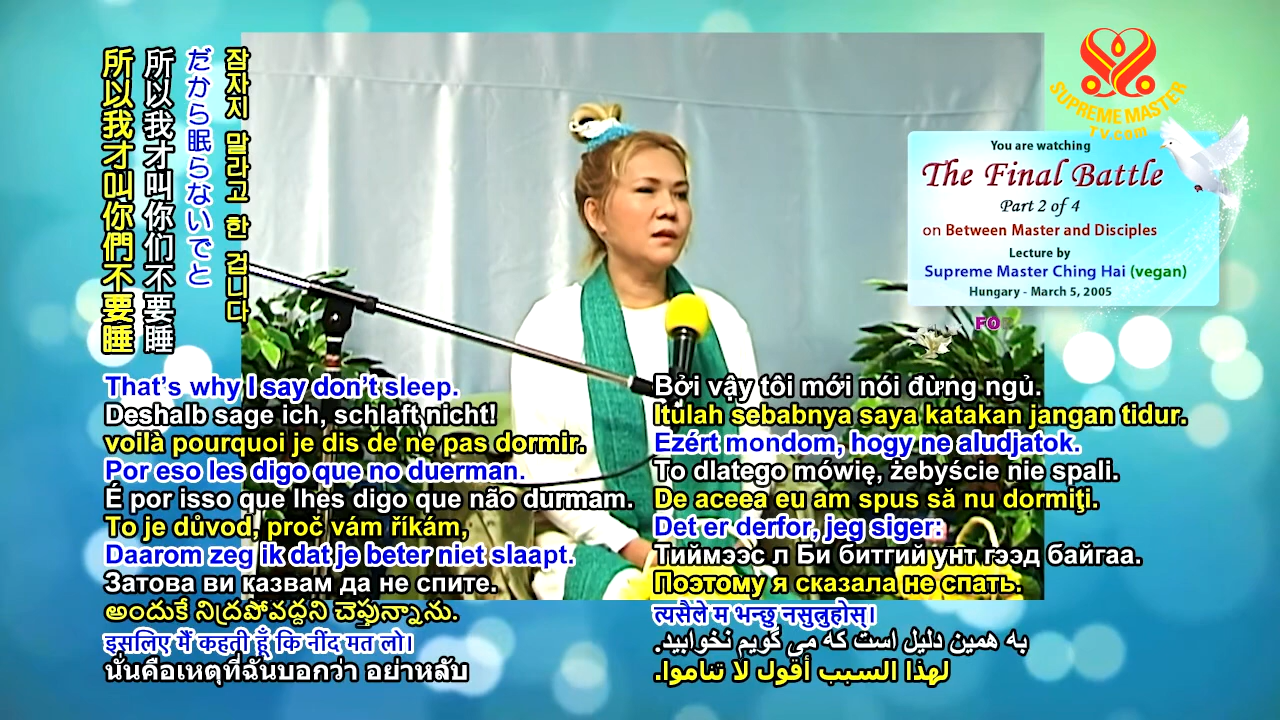 所以我才叫你們不要睡
所以我才叫你们不要睡
だから眠らないでと
잠자지 말라고 한 겁니다
SUPREME MASTER
TV.com
You are watching
The Final Battle
Part 2 of 4
on Between Master and Disciples
Lecture by
Supreme Master Ching Hai (vegan)
Hungary - March 5, 2005
FO
That's why I say don't sleep.
Deshalb sage ich, schlaft nicht!
voilà pourquoi je dis de ne pas dormir.
Por eso les digo que no duerman.
É por isso que lhes digo que não durmam.
To je důvod, proč vám říkám,
Daarom zeg ik dat je beter niet slaapt.
Затова ви казвам да не спите.
అందుకే నిద్రపోవద్దని చెప్తున్నాను.
इसलिए मैं कहती हूँ कि नींद मत लो।
นั่นคือเหตุที่ฉันบอกว่า อย่าหลับ
Bởi vậy tôi mới nói đừng ngủ.
Itulah sebabnya saya katakan jangan tidur.
Ezért mondom, hogy ne aludjatok.
To dlatego mówię, żebyście nie spali.
De aceea eu am spus să nu dormiţi.
Det er derfor, jeg siger:
Тиймээс л Би битгий унт гээд байгаа.
Поэтому я сказала не спать.
त्यसैले म भन्छु नसुत्नुहोस्।
به همین دلیل است که می گویم نخوابید.
لهذا السبب أقول لا تناموا.